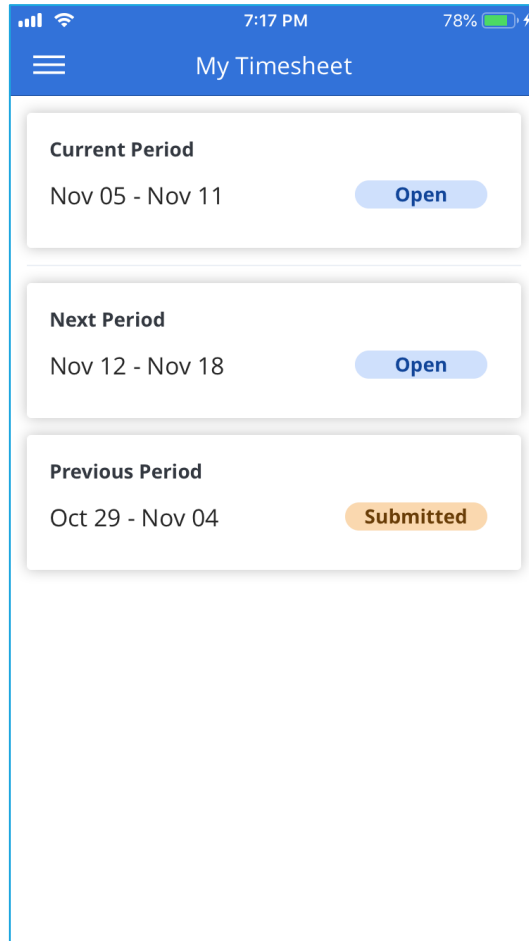 7:17 PM 78%
My Timesheet
Current Period
Nov 05 - Nov 11 Open
Next Period
Nov 12 - Nov 18 Open
Previous Period
Oct 29 - Nov 04 Submitted